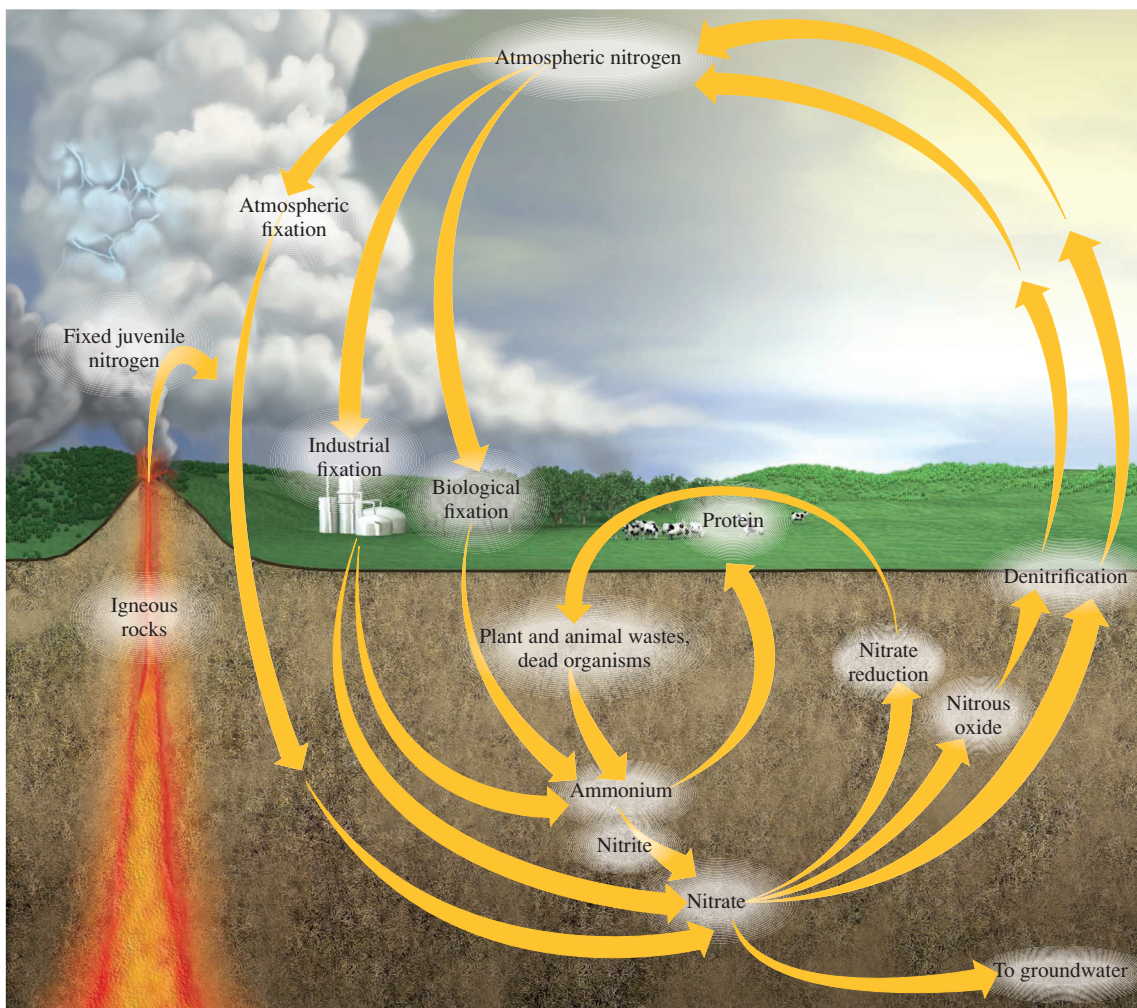 Atmospheric nitrogen
Atmospheric
fixation
Fixed juvenile
nitrogen
Industrial
fixation
Biological
fixation
Protein
Denitrification
Igneous
rocks
Plant and animal wastes,
dead organisms
Nitrate
reduction
Nitrous
oxide
Ammonium
Nitrite
Nitrate
To groundwater